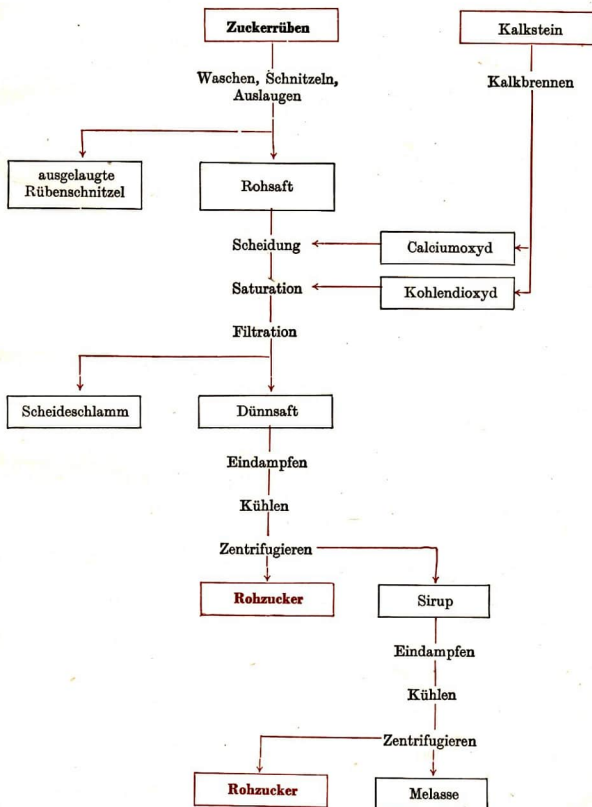 Zuckerrüben
Kalkstein
Waschen, Schnitzeln,
Auslaugen
Kalkbrennen
ausgelaugte
Rübenschnitzel
Rohsaft
Scheidung
Calciumoxyd
Saturation
Kohlendioxyd
Filtration
Scheideschlamm
Dünnsaft
Eindampfen
Kühlen
Zentrifugieren
Rohzucker
Sirup
Eindampfen
Kühlen
Zentrifugieren
Rohzucker
Melasse